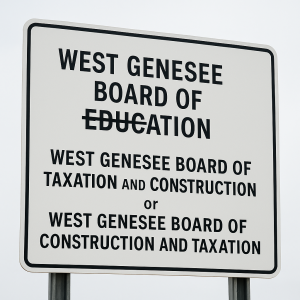 WEST GENESEE
BOARD OF
EDUCATION
WEST GENESEE BOARD OF
TAXATION AND CONSTRUCTION
or
WEST GENESEE BOARD OF
CONSTRUCTION AND TAXATION